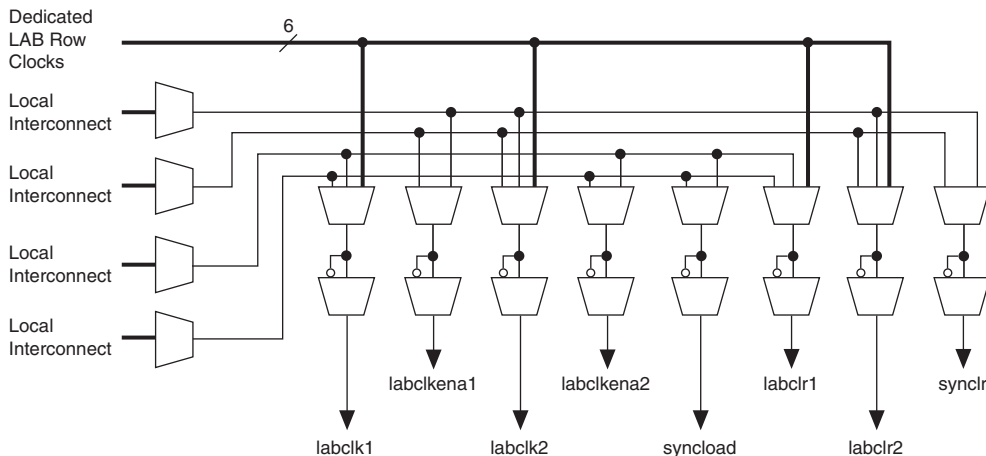 Dedicated
LAB Row
Clocks
6
Local
Interconnect
Local
Interconnect
Local
Interconnect
Local
Interconnect
labclkena1
labclkena2
labclr1
synclr
labclk1
labclk2
syncload
labclr2